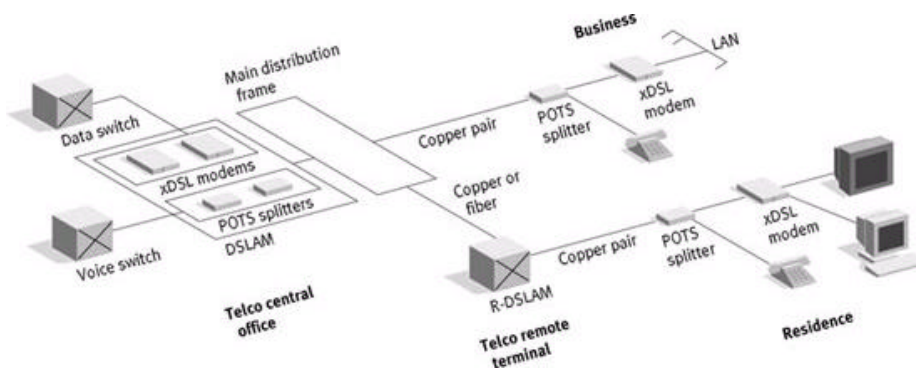 Business
LAN
Main distribution
frame
xDSL
modem
Data switch
Copper pair
POTS
splitter
xDSL modems
POTS splitters
DSLAM
Copper or
fiber
xDSL
modem
Voice switch
Copper pair
POTS
splitter
R-DSLAM
Telco central
office
Telco remote
terminal
Residence